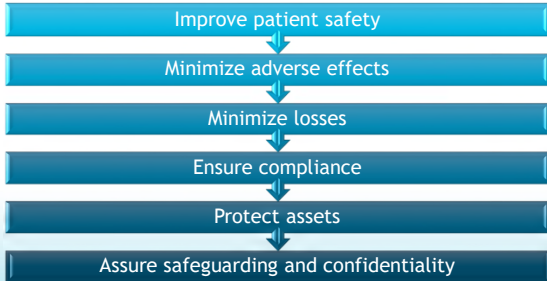 Improve patient safety
Minimize adverse effects
Minimize losses
Ensure compliance
Protect assets
Assure safeguarding and confidentiality